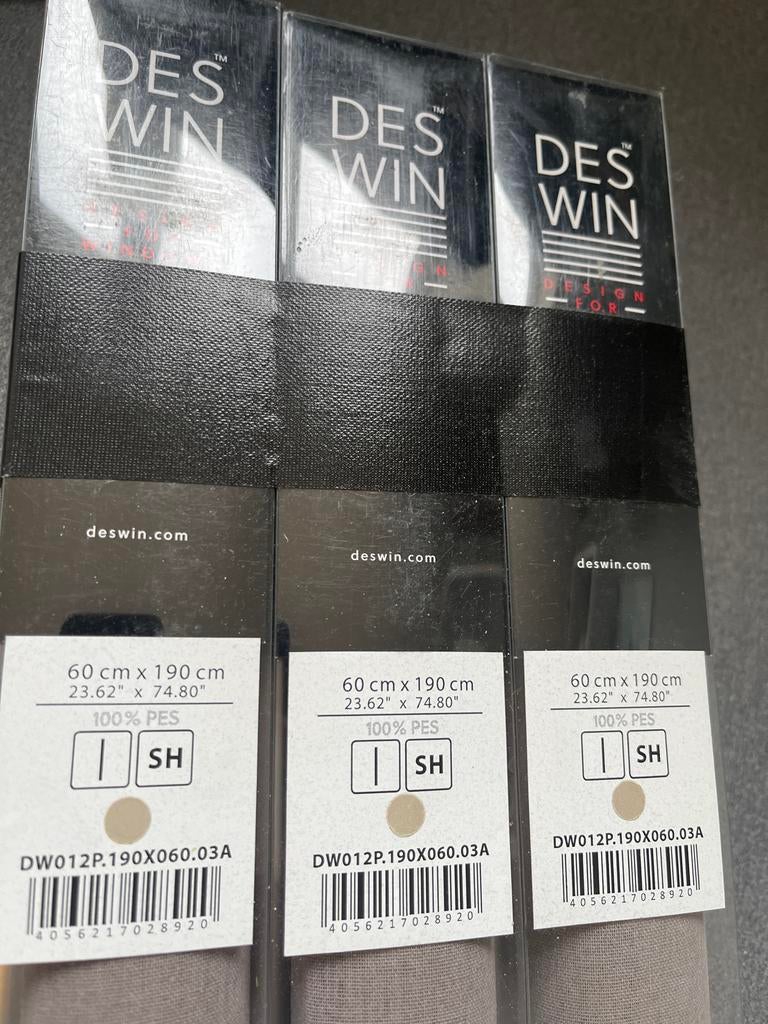 DES™
WIN
DESIGN
FOR
WINDOW
deswin.com
60 cm x 190 cm
23.62" x 74.80"
100% PES
| SH
DW012P.190X060.03A
4056217028920
DES™
WIN
deswin.com
60 cm x 190 cm
23.62" x 74.80"
100% PES
| SH
DW012P.190X060.03A
4056217028920
DES™
WIN
DESIGN
FOR
deswin.com
60 cm x 190 cm
23.62" x 74.80"
100% PES
| SH
DW012P.190X060.03A
4056217028920